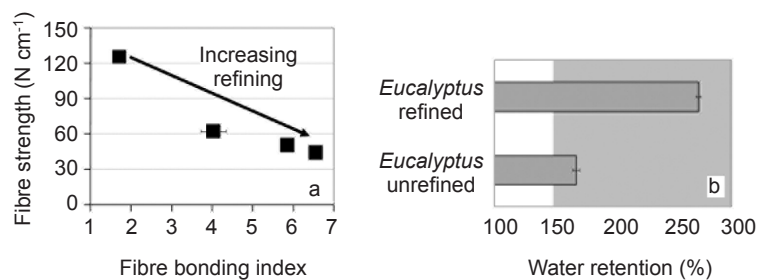 Fibre strength (N cm⁻¹)
150
120
90
60
30
0
Increasing
refining
a
1 2 3 4 5 6 7
Fibre bonding index
Eucalyptus
refined
Eucalyptus
unrefined
b
100 150 200 250 300
Water retention (%)